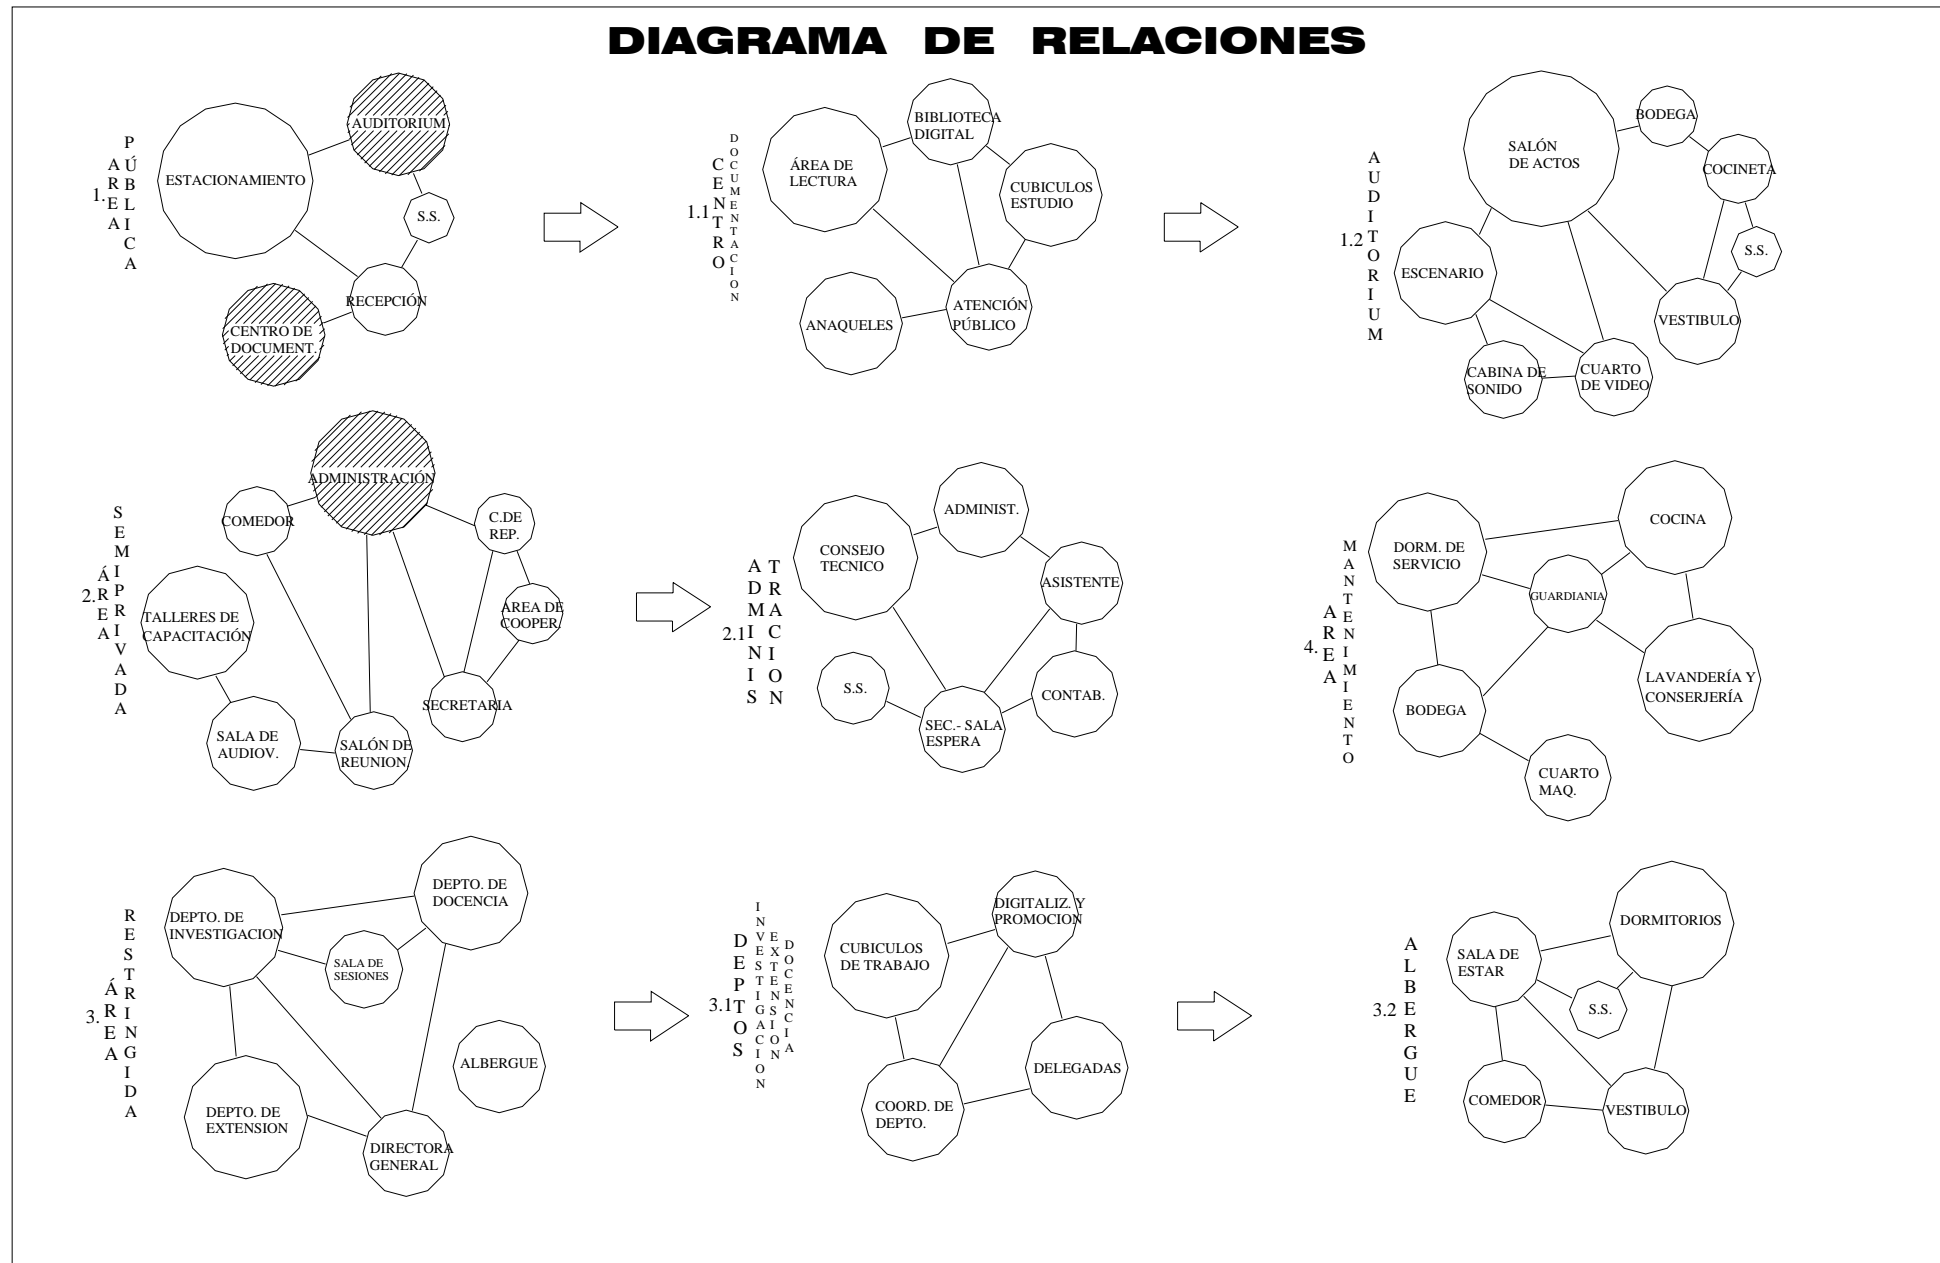 DIAGRAMA DE RELACIONES
1. AREA PÚBLICA
ESTACIONAMIENTO
AUDITORIUM
S.S.
RECEPCIÓN
CENTRO DE
DOCUMENT.
1.1 CENTRO DOCUMENTACION
ÁREA DE
LECTURA
BIBLIOTECA
DIGITAL
CUBICULOS
ESTUDIO
ATENCIÓN
PÚBLICO
ANAQUELES
1.2 AUDITORIUM
SALÓN
DE ACTOS
BODEGA
COCINETA
S.S.
VESTIBULO
ESCENARIO
CABINA DE
SONIDO
CUARTO
DE VIDEO
2. ÁREA SEMIPRIVADA
ADMINISTRACIÓN
COMEDOR
C.DE
REP.
AREA DE
COOPER.
TALLERES DE
CAPACITACIÓN
SECRETARIA
SALA DE
AUDIOV.
SALÓN DE
REUNION
2.1 ADMINIS
TRACION
CONSEJO
TECNICO
ADMINIST.
ASISTENTE
S.S.
CONTAB.
SEC.- SALA
ESPERA
4. AREA MANTENIMIENTO
DORM. DE
SERVICIO
COCINA
GUARDIANIA
LAVANDERÍA Y
CONSERJERÍA
BODEGA
CUARTO
MAQ.
3. ÁREA RESTRINGIDA
DEPTO. DE
INVESTIGACION
DEPTO. DE
DOCENCIA
SALA DE
SESIONES
ALBERGUE
DEPTO. DE
EXTENSION
DIRECTORA
GENERAL
3.1 DEPTOS
INVESTIGACION
EXTENSION
DOCENCIA
CUBICULOS
DE TRABAJO
DIGITALIZ. Y
PROMOCION
DELEGADAS
COORD. DE
DEPTO.
3.2 ALBERGUE
SALA DE
ESTAR
DORMITORIOS
S.S.
COMEDOR
VESTIBULO